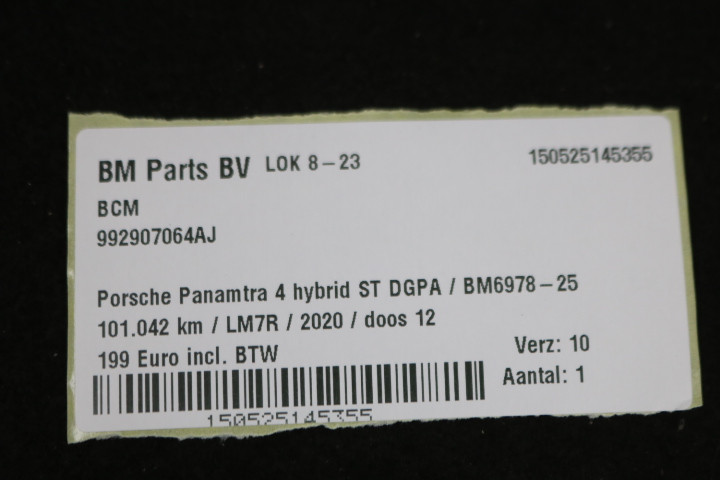 BM Parts BV LOK 8-23 150525145355
BCM
992907064AJ
Porsche Panamtra 4 hybrid ST DGPA / BM6978-25
101.042 km / LM7R / 2020 / doos 12
199 Euro incl. BTW Verz: 10
Aantal: 1
150525145355